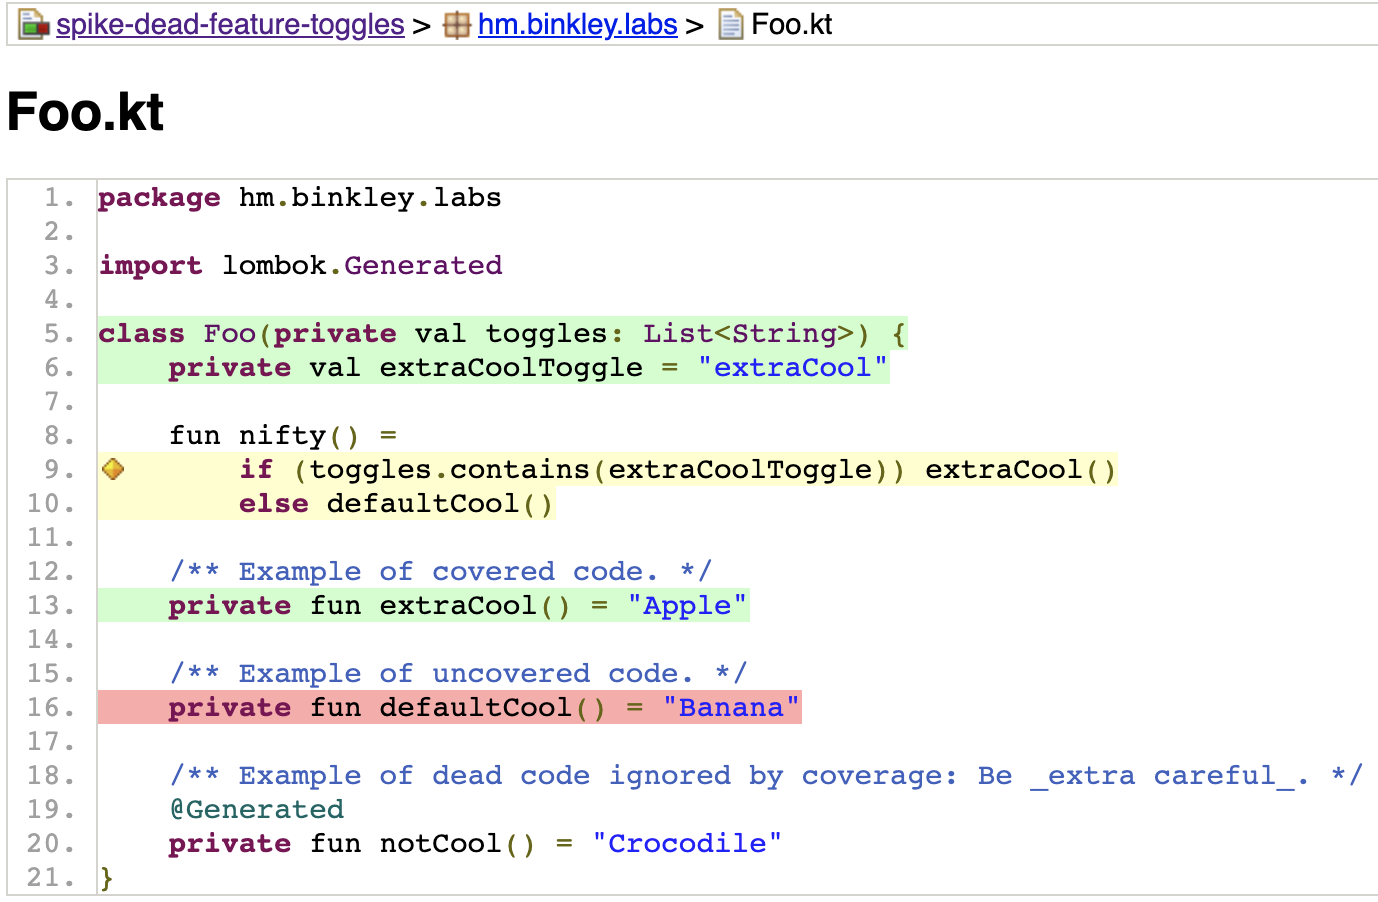 spike-dead-feature-toggles > hm.binkley.labs > Foo.kt
Foo.kt
1. package hm.binkley.labs
2.
3. import lombok.Generated
4.
5. class Foo(private val toggles: List<String>) {
6.     private val extraCoolToggle = "extraCool"
7.
8.     fun nifty() =
9.         if (toggles.contains(extraCoolToggle)) extraCool()
10.         else defaultCool()
11.
12.     /** Example of covered code. */
13.     private fun extraCool() = "Apple"
14.
15.     /** Example of uncovered code. */
16.     private fun defaultCool() = "Banana"
17.
18.     /** Example of dead code ignored by coverage: Be _extra careful_. */
19.     @Generated
20.     private fun notCool() = "Crocodile"
21. }